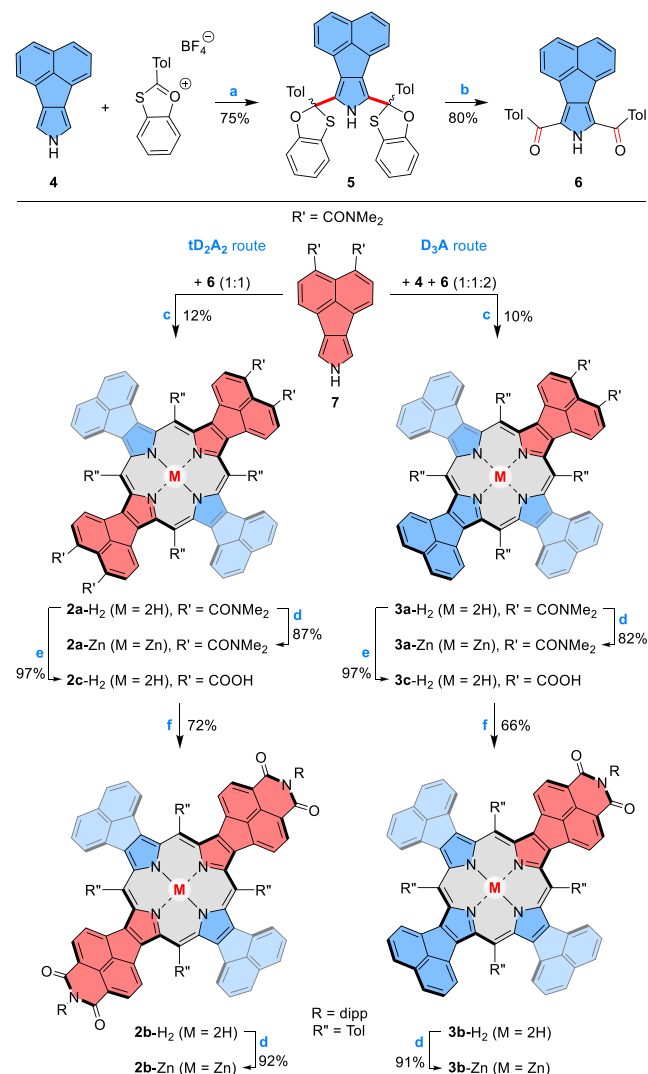 BF4⊖
Tol
Tol
Tol
O⊕
S
a
75%
b
80%
O
S
S
O
N
H
N
H
Tol
Tol
O
O
N
H
4
+
5
6
R' = CONMe2
tD2A2 route
D3A route
R'
R'
+ 6 (1:1)
+ 4 + 6 (1:1:2)
c
12%
c
10%
N
H
7
R'
R'
R''
R''
R''
R''
N
N
N
N
M
R'
R'
R'
R'
R''
R''
R''
R''
N
N
N
N
M
2a-H2 (M = 2H), R' = CONMe2
d
87%
2a-Zn (M = Zn), R' = CONMe2
e
97%
2c-H2 (M = 2H), R' = COOH
3a-H2 (M = 2H), R' = CONMe2
d
82%
3a-Zn (M = Zn), R' = CONMe2
e
97%
3c-H2 (M = 2H), R' = COOH
f
72%
f
66%
O
N
R
O
R''
R''
R''
R''
N
N
N
N
M
O
N
R
O
O
N
R
O
R''
R''
R''
R''
N
N
N
N
M
R = dipp
R'' = Tol
2b-H2 (M = 2H)
d
92%
2b-Zn (M = Zn)
3b-H2 (M = 2H)
d
91%
3b-Zn (M = Zn)